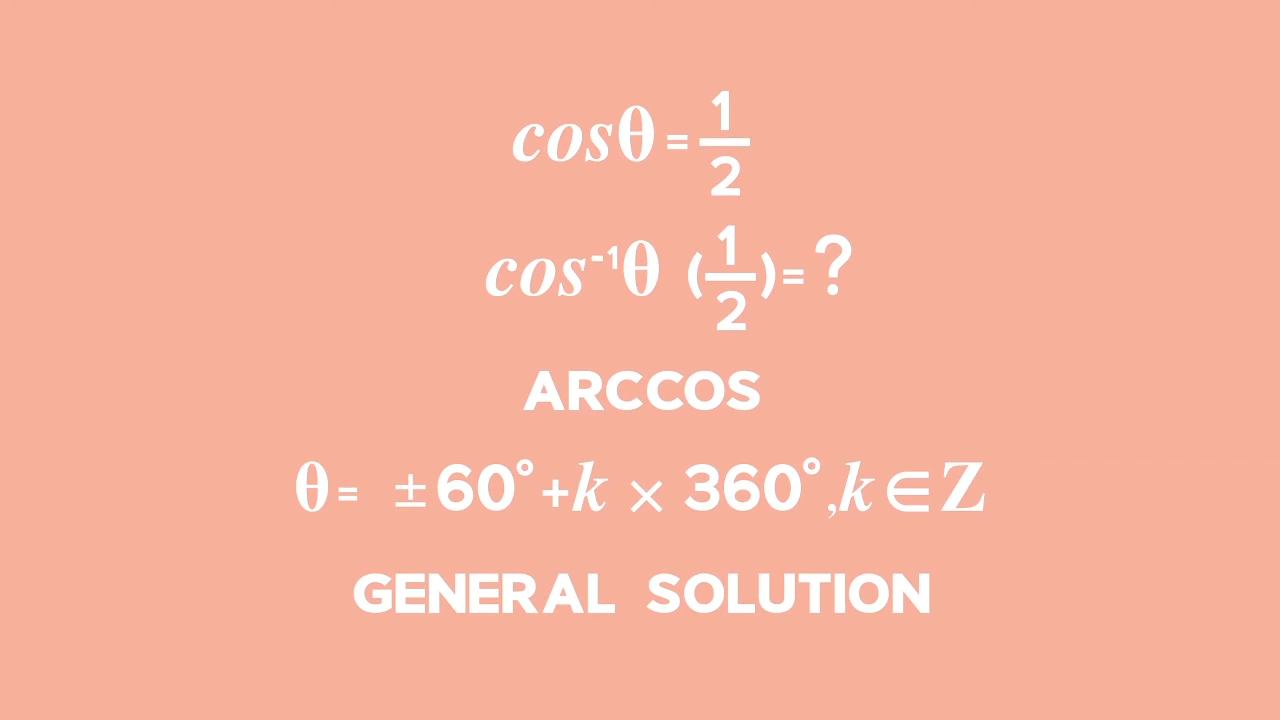 cosθ = 1/2
cos⁻¹θ (1/2) = ?
ARCCOS
θ = ±60° + k × 360°, k ∈ Z
GENERAL SOLUTION